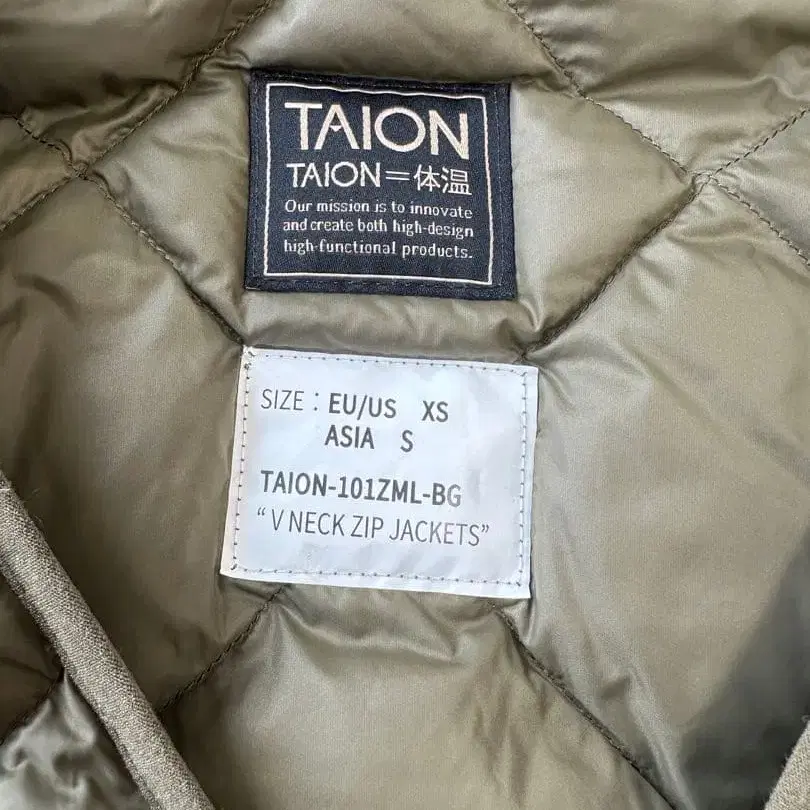 TAION
TAION=体温
Our mission is to innovate
and create both high-design
high-functional products.
SIZE : EU/US XS
ASIA S
TAION-101ZML-BG
“V NECK ZIP JACKETS”